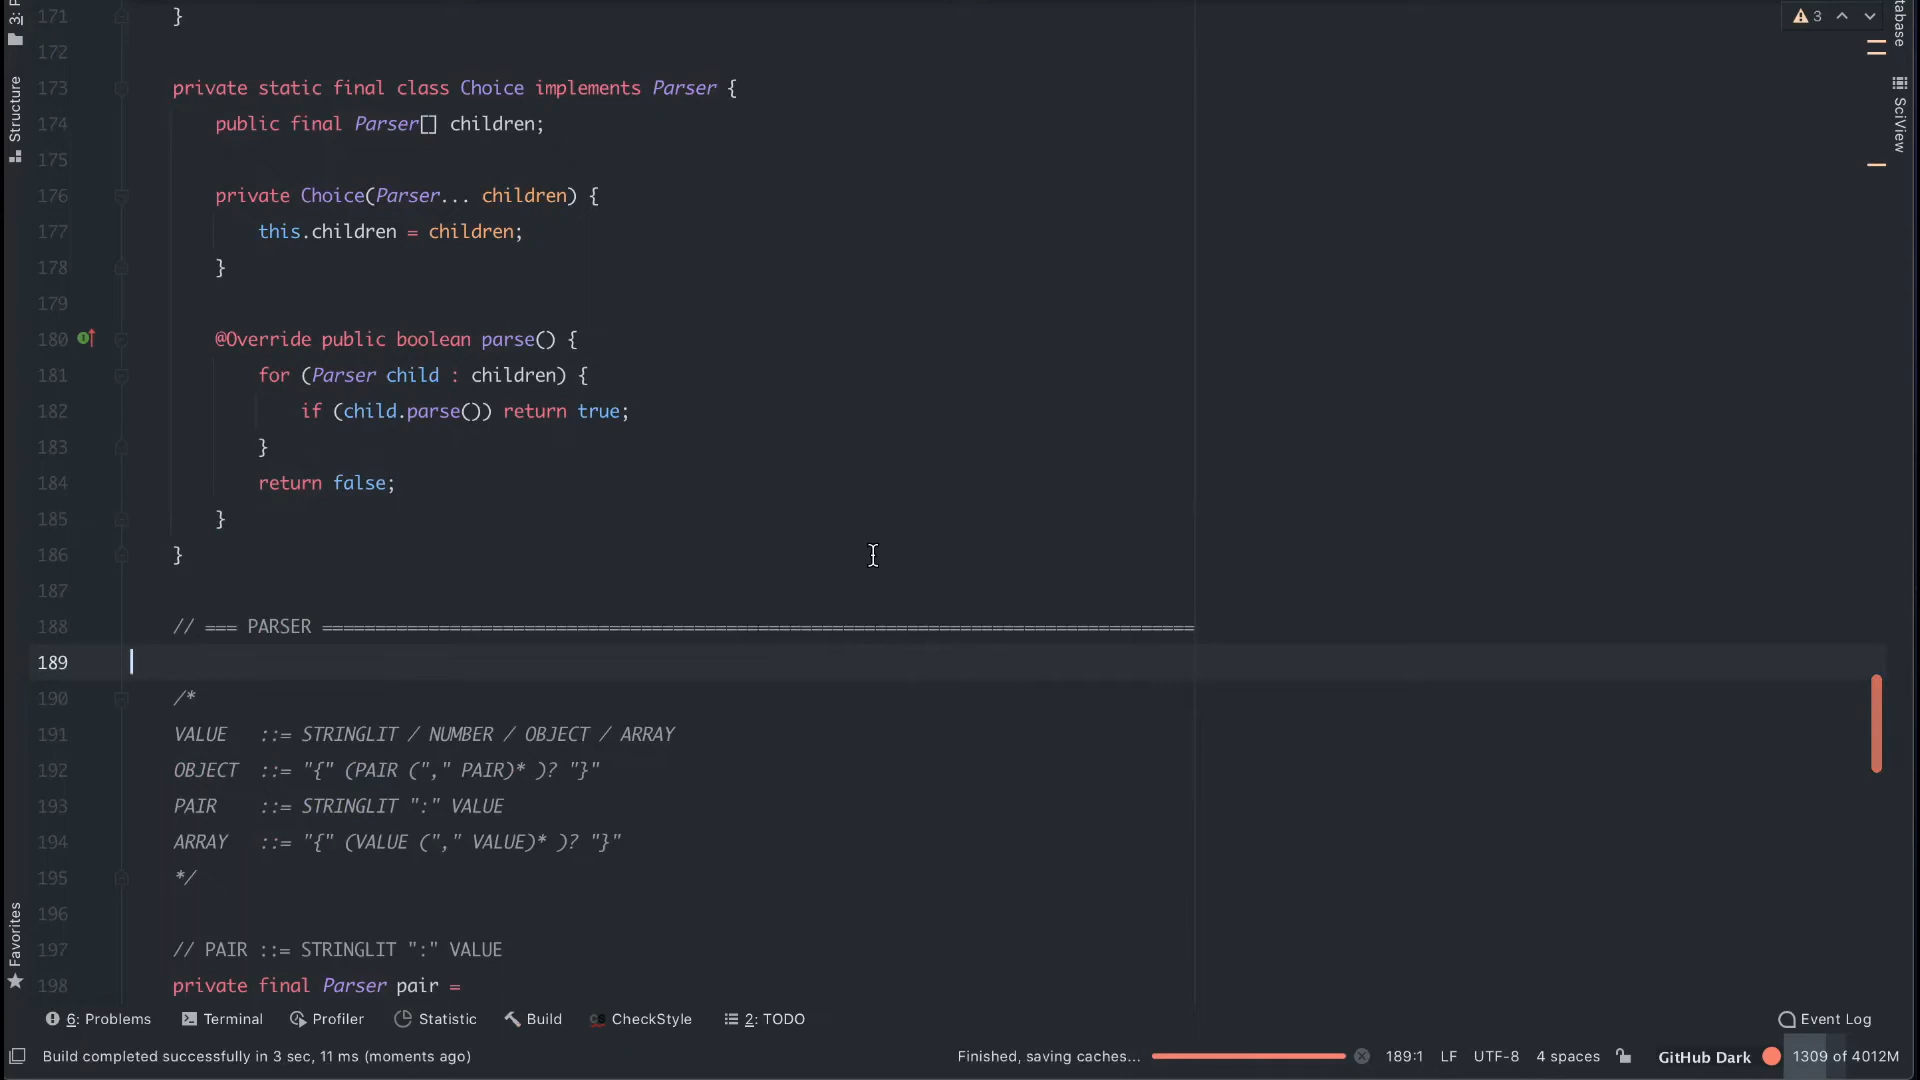 171 }
3 
tabase
172
173 private static final class Choice implements Parser {
174 public final Parser[] children;
Structure
SciView
175
176 private Choice(Parser... children) {
177 this.children = children;
178 }
179
180 @Override public boolean parse() {
181 for (Parser child : children) {
182 if (child.parse()) return true;
183 }
184 return false;
185 }
186 }
187
188 // === PARSER ==================================================================================
189
190 /*
191 VALUE ::= STRINGLIT / NUMBER / OBJECT / ARRAY
192 OBJECT ::= "{" (PAIR ("," PAIR)* )? "}"
193 PAIR ::= STRINGLIT ":" VALUE
194 ARRAY ::= "{" (VALUE ("," VALUE)* )? "}"
195 */
196
197 // PAIR ::= STRINGLIT ":" VALUE
198 private final Parser pair =
Favorites
6: Problems Terminal Profiler Statistic Build CheckStyle 2: TODO Event Log
Build completed successfully in 3 sec, 11 ms (moments ago) Finished, saving caches... 189:1 LF UTF-8 4 spaces GitHub Dark 1309 of 4012M